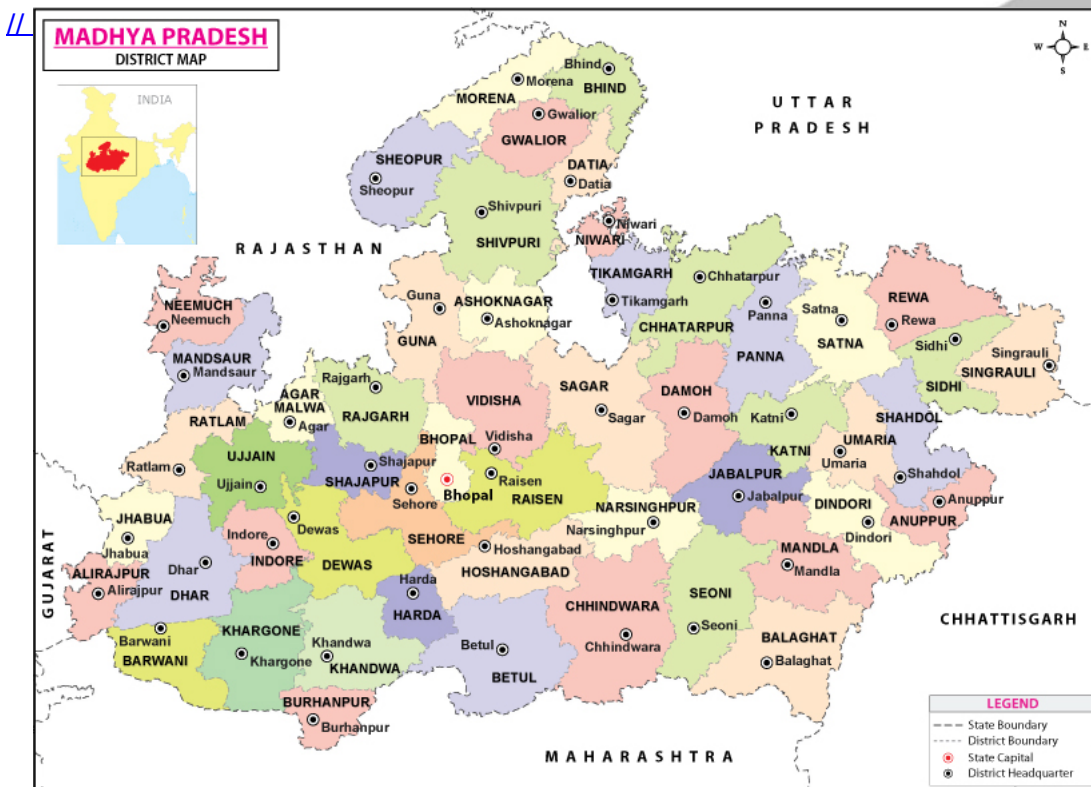 //
MADHYA PRADESH
DISTRICT MAP
INDIA
N
W
E
S
UTTAR
PRADESH
RAJASTHAN
GUJARAT
CHHATTISGARH
MAHARASHTRA
Bhind
BHIND
Morena
MORENA
Gwalior
GWALIOR
SHEOPUR
Sheopur
DATIA
Datia
Shivpuri
SHIVPURI
Niwari
NIWARI
TIKAMGARH
Tikamgarh
Chhatarpur
CHHATARPUR
Panna
PANNA
Satna
SATNA
REWA
Rewa
Sidhi
SIDHI
Singrauli
SINGRAULI
NEEMUCH
Neemuch
MANDSAUR
Mandsaur
Guna
GUNA
ASHOKNAGAR
Ashoknagar
AGAR
MALWA
Agar
Rajgarh
RAJGARH
VIDISHA
Vidisha
SAGAR
Sagar
DAMOH
Damoh
Katni
KATNI
UMARIA
Umaria
SHAHDOL
Shahdol
RATLAM
Ratlam
UJJAIN
Ujjain
Shajapur
SHAJAPUR
BHOPAL
Bhopal
Sehore
SEHORE
Raisen
RAISEN
NARSINGHPUR
Narsinghpur
JABALPUR
Jabalpur
DINDORI
Dindori
Anuppur
ANUPPUR
JHABUA
Jhabua
ALIRAJPUR
Alirajpur
Dhar
DHAR
Indore
INDORE
Dewas
DEWAS
Hoshangabad
HOSHANGABAD
Harda
HARDA
MANDLA
Mandla
Barwani
BARWANI
KHARGONE
Khargone
Khandwa
KHANDWA
BURHANPUR
Burhanpur
Betul
BETUL
CHHINDWARA
Chhindwara
SEONI
Seoni
BALAGHAT
Balaghat
LEGEND
State Boundary
District Boundary
State Capital
District Headquarter